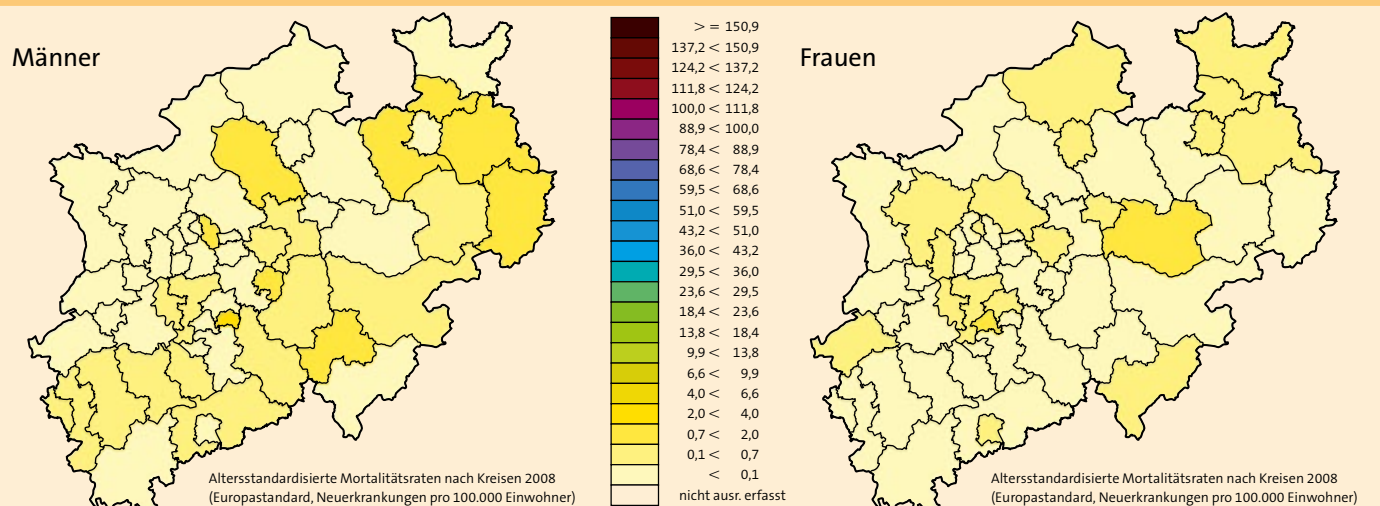 Männer
Frauen
> = 150,9
137,2 < 150,9
124,2 < 137,2
111,8 < 124,2
100,0 < 111,8
88,9 < 100,0
78,4 < 88,9
68,6 < 78,4
59,5 < 68,6
51,0 < 59,5
43,2 < 51,0
36,0 < 43,2
29,5 < 36,0
23,6 < 29,5
18,4 < 23,6
13,8 < 18,4
9,9 < 13,8
6,6 < 9,9
4,0 < 6,6
2,0 < 4,0
0,7 < 2,0
0,1 < 0,7
< 0,1
nicht ausr. erfasst
Altersstandardisierte Mortalitätsraten nach Kreisen 2008
(Europastandard, Neuerkrankungen pro 100.000 Einwohner)
Altersstandardisierte Mortalitätsraten nach Kreisen 2008
(Europastandard, Neuerkrankungen pro 100.000 Einwohner)